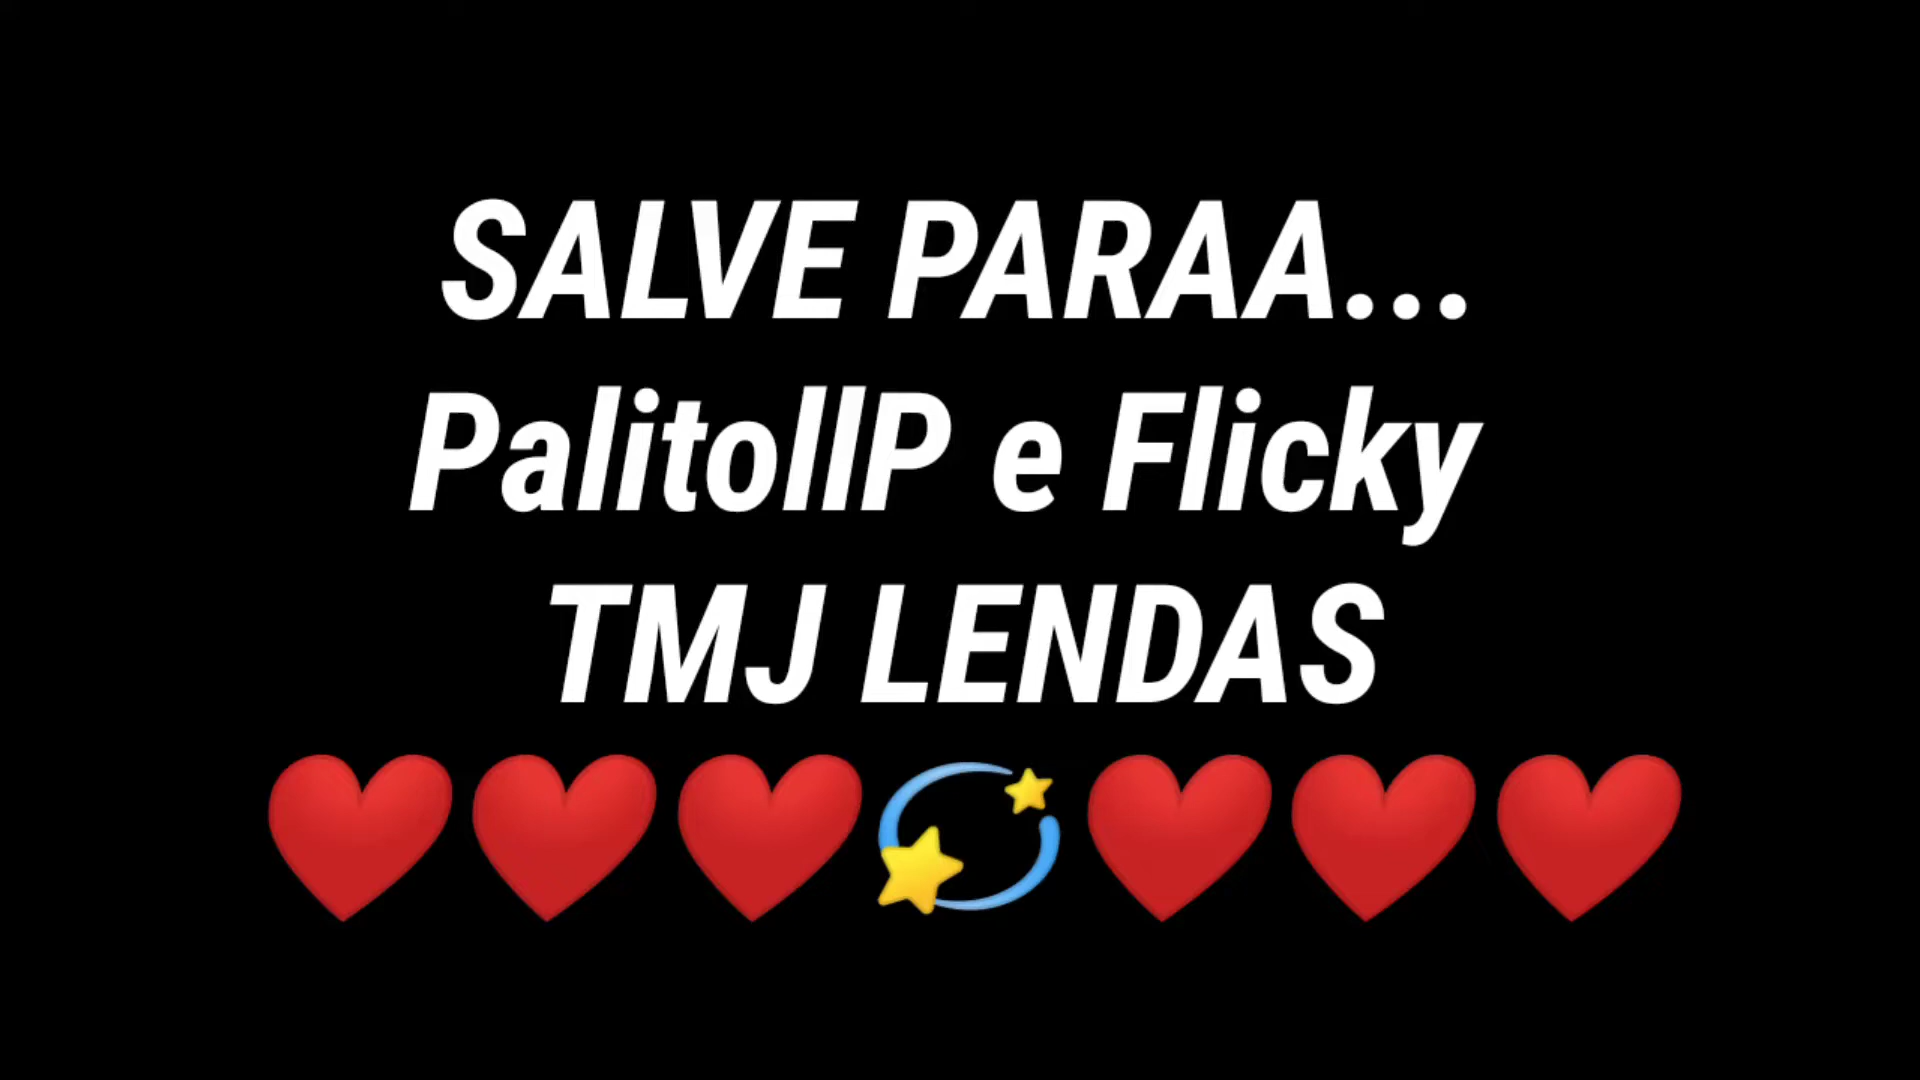 SALVE PARAA...
PalitollP e Flicky
TMJ LENDAS
❤️❤️❤️💫❤️❤️❤️